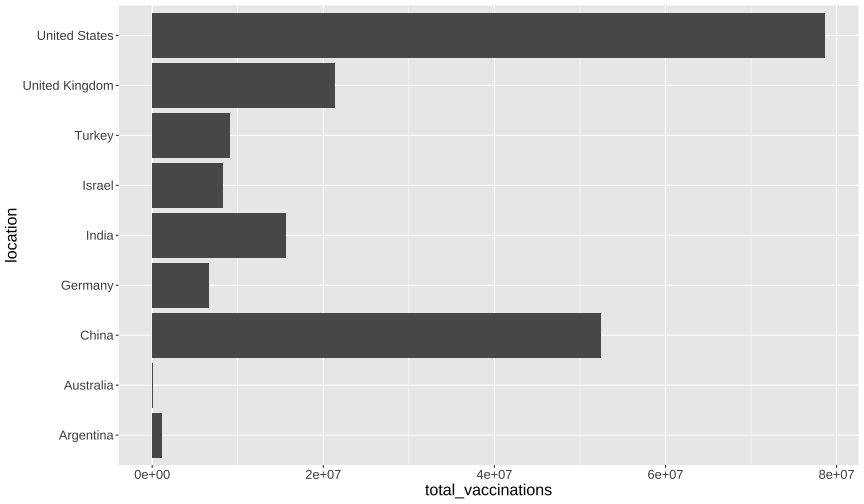 United States
United Kingdom
Turkey
Israel
India
Germany
China
Australia
Argentina
location
0e+00 2e+07 4e+07 6e+07 8e+07
total_vaccinations